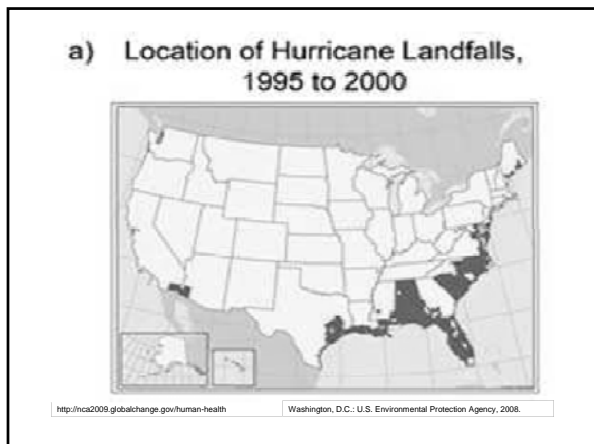 a) Location of Hurricane Landfalls,
1995 to 2000
http://nca2009.globalchange.gov/human-health
Washington, D.C.: U.S. Environmental Protection Agency, 2008.